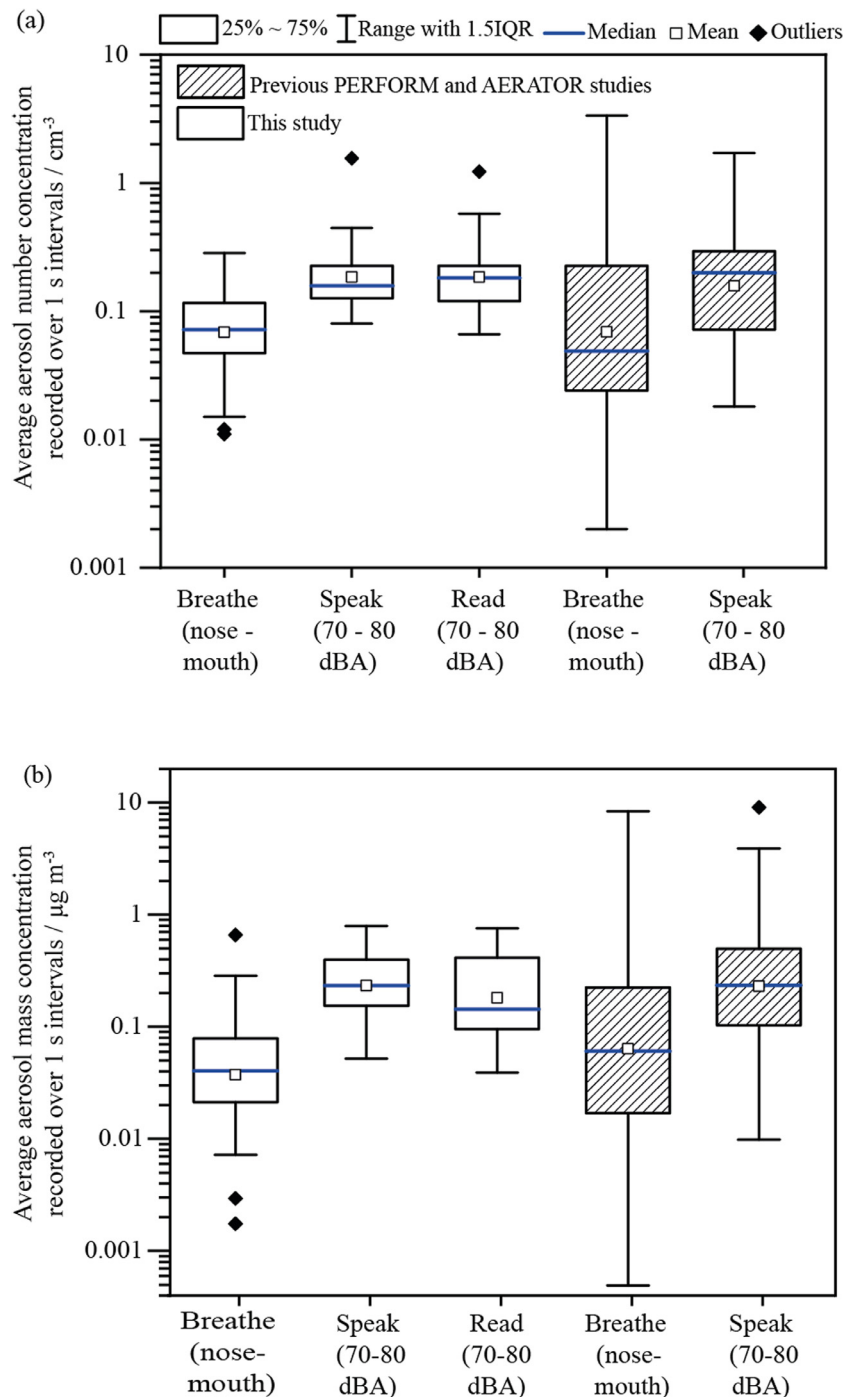 (a)
25% ~ 75% Range with 1.5IQR Median Mean Outliers
Previous PERFORM and AERATOR studies
This study
Average aerosol number concentration
recorded over 1 s intervals / cm-3
10
1
0.1
0.01
0.001
Breathe
(nose -
mouth)
Speak
(70 - 80
dBA)
Read
(70 - 80
dBA)
Breathe
(nose -
mouth)
Speak
(70 - 80
dBA)
(b)
Average aerosol mass concentration
recorded over 1 s intervals / μg m-3
10
1
0.1
0.01
0.001
Breathe
(nose-
mouth)
Speak
(70-80
dBA)
Read
(70-80
dBA)
Breathe
(nose-
mouth)
Speak
(70-80
dBA)